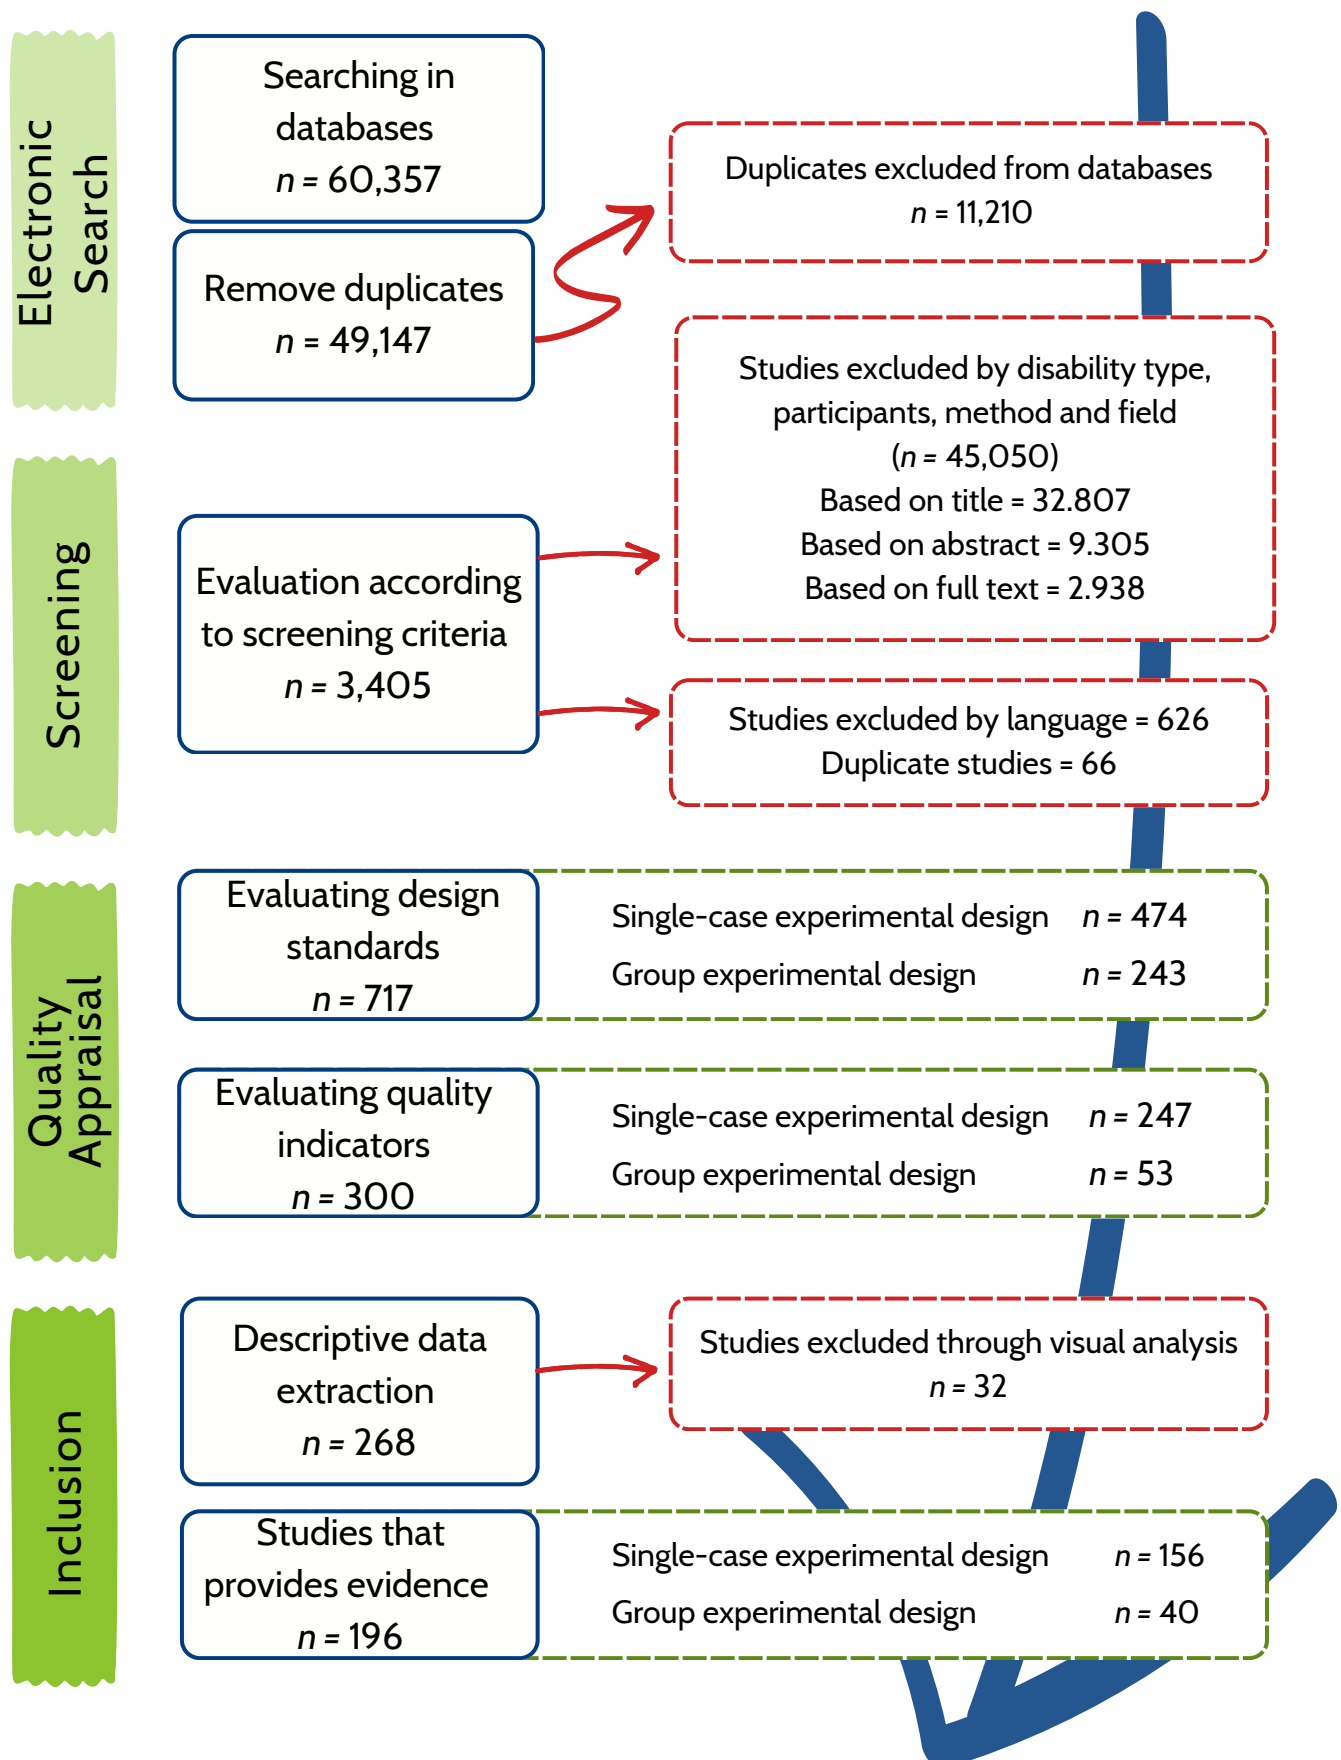 Electronic
Search
Searching in
databases
n = 60,357
Remove duplicates
n = 49,147
Duplicates excluded from databases
n = 11,210
Screening
Evaluation according
to screening criteria
n = 3,405
Studies excluded by disability type,
participants, method and field
(n = 45,050)
Based on title = 32.807
Based on abstract = 9.305
Based on full text = 2.938
Studies excluded by language = 626
Duplicate studies = 66
Quality
Appraisal
Evaluating design
standards
n = 717
Single-case experimental design n = 474
Group experimental design n = 243
Evaluating quality
indicators
n = 300
Single-case experimental design n = 247
Group experimental design n = 53
Inclusion
Descriptive data
extraction
n = 268
Studies excluded through visual analysis
n = 32
Studies that
provides evidence
n = 196
Single-case experimental design n = 156
Group experimental design n = 40